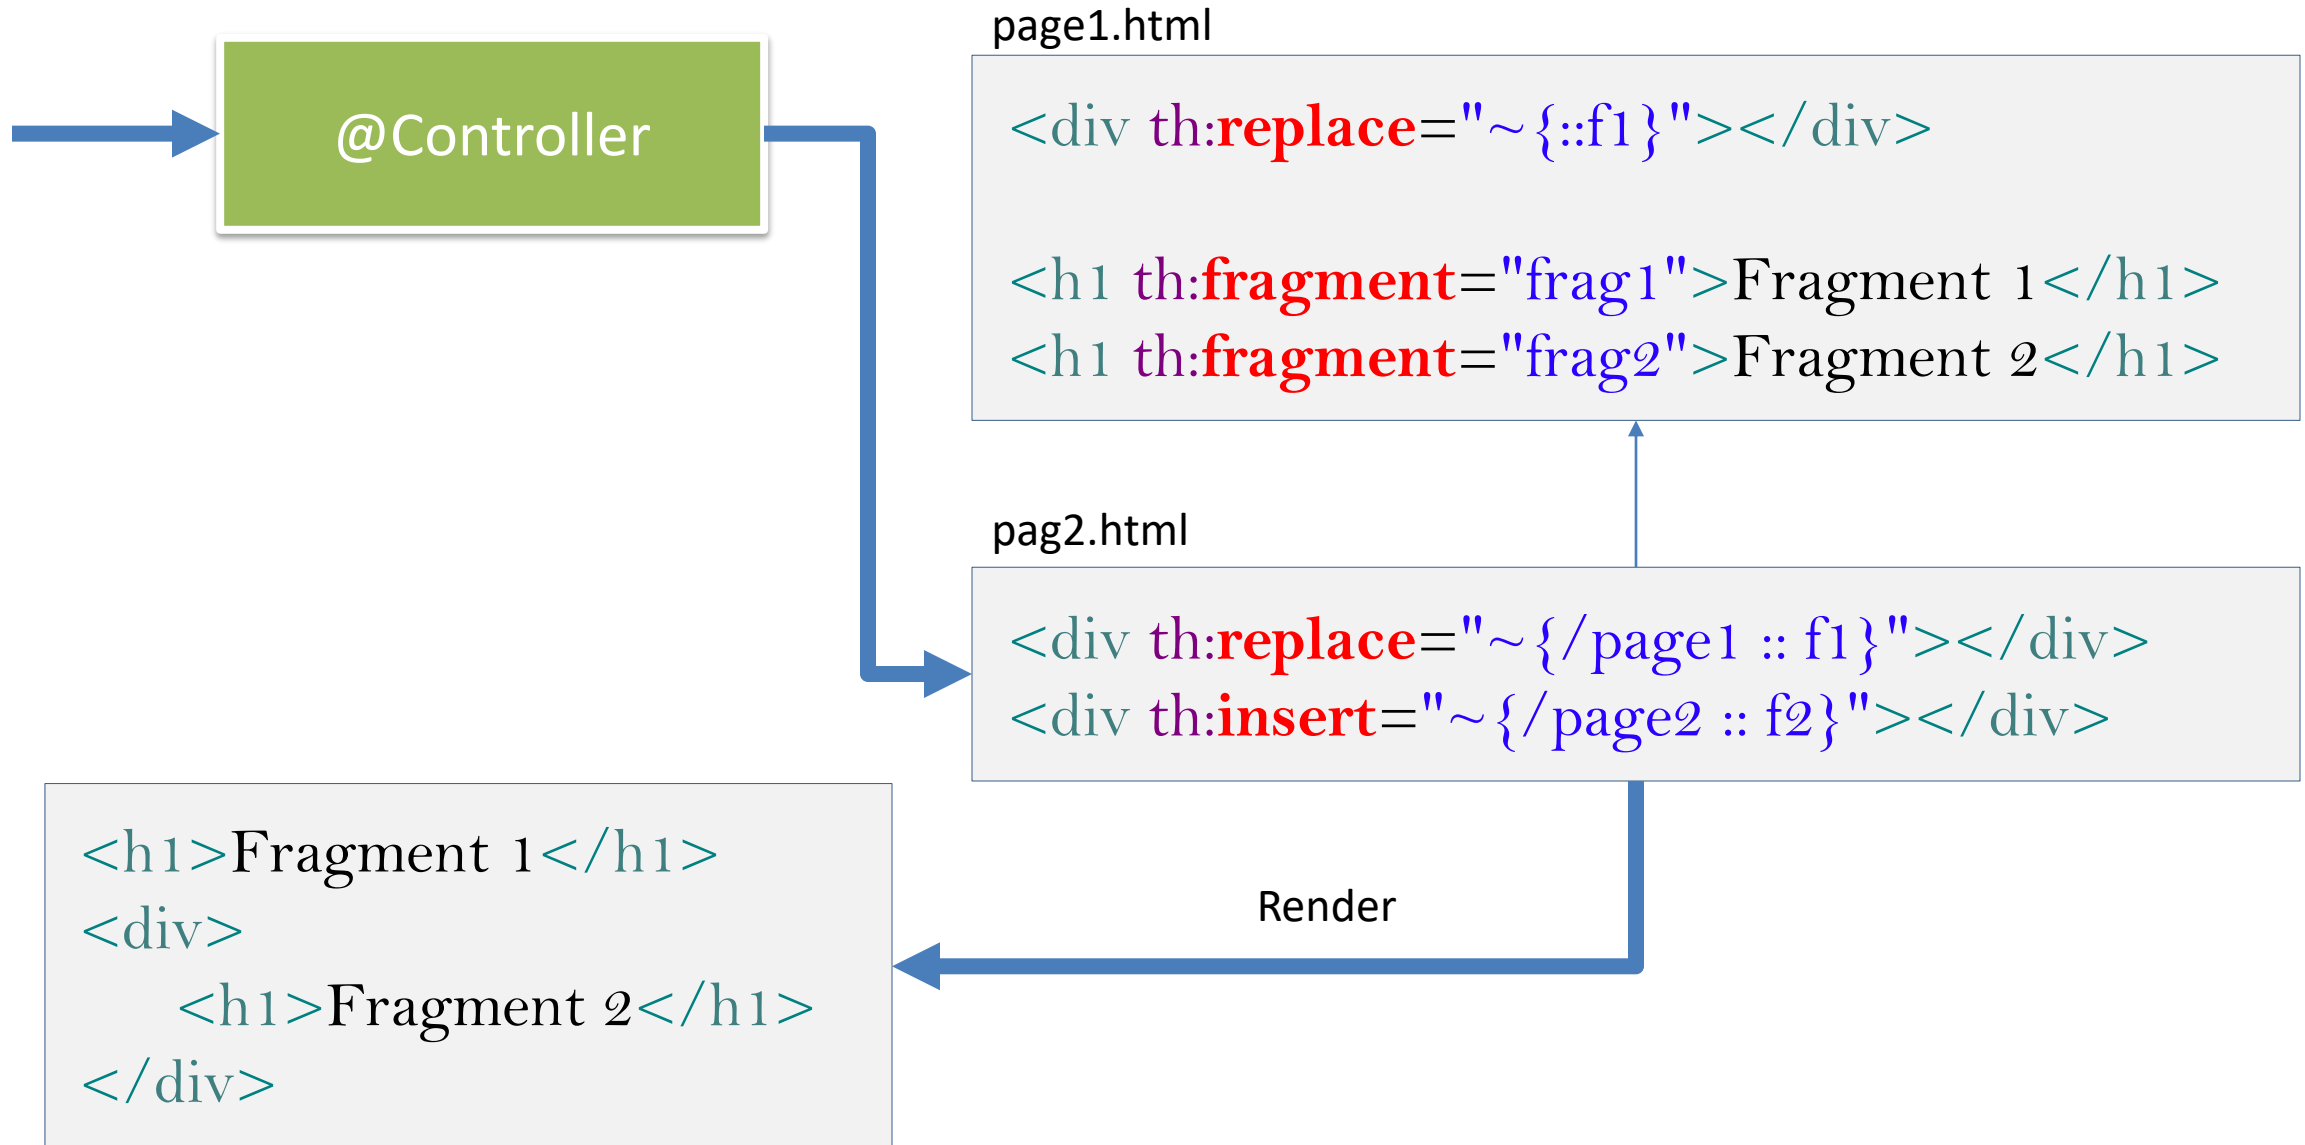 page1.html
@Controller
<div th:replace="~{::f1}"></div>
<h1 th:fragment="frag1">Fragment 1</h1>
<h1 th:fragment="frag2">Fragment 2</h1>
pag2.html
<div th:replace="~{/page1 :: f1}"></div>
<div th:insert="~{/page2 :: f2}"></div>
Render
<h1>Fragment 1</h1>
<div>
<h1>Fragment 2</h1>
</div>